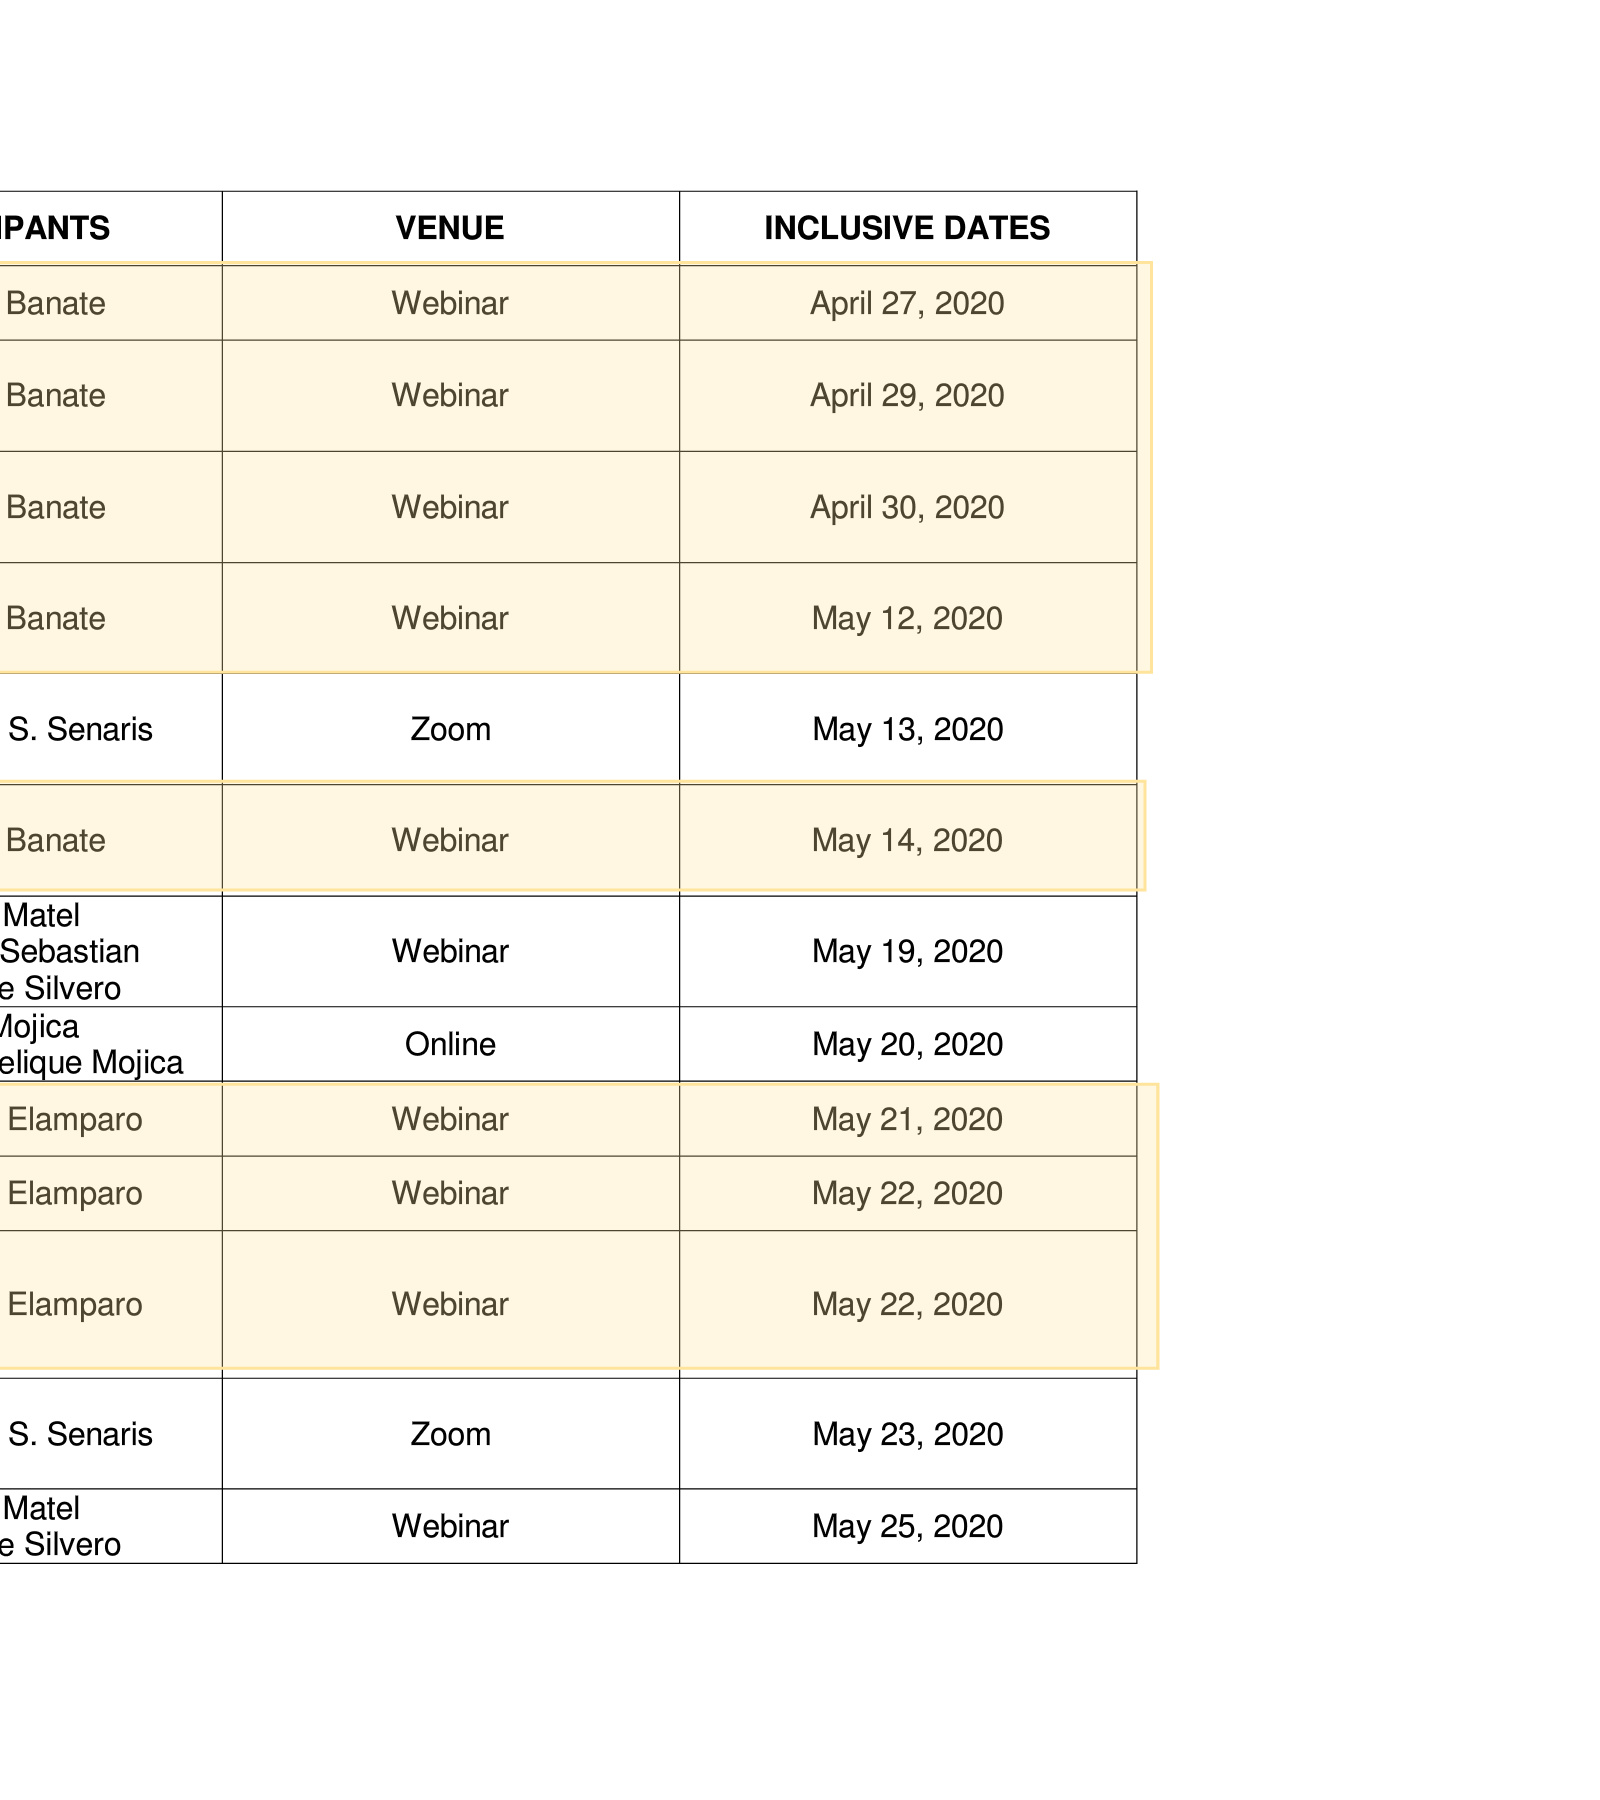 IPANTS VENUE INCLUSIVE DATES
Banate Webinar April 27, 2020
Banate Webinar April 29, 2020
Banate Webinar April 30, 2020
Banate Webinar May 12, 2020
S. Senaris Zoom May 13, 2020
Banate Webinar May 14, 2020
Matel
Sebastian Webinar May 19, 2020
e Silvero
Mojica
elique Mojica Online May 20, 2020
Elamparo Webinar May 21, 2020
Elamparo Webinar May 22, 2020
Elamparo Webinar May 22, 2020
S. Senaris Zoom May 23, 2020
Matel
e Silvero Webinar May 25, 2020